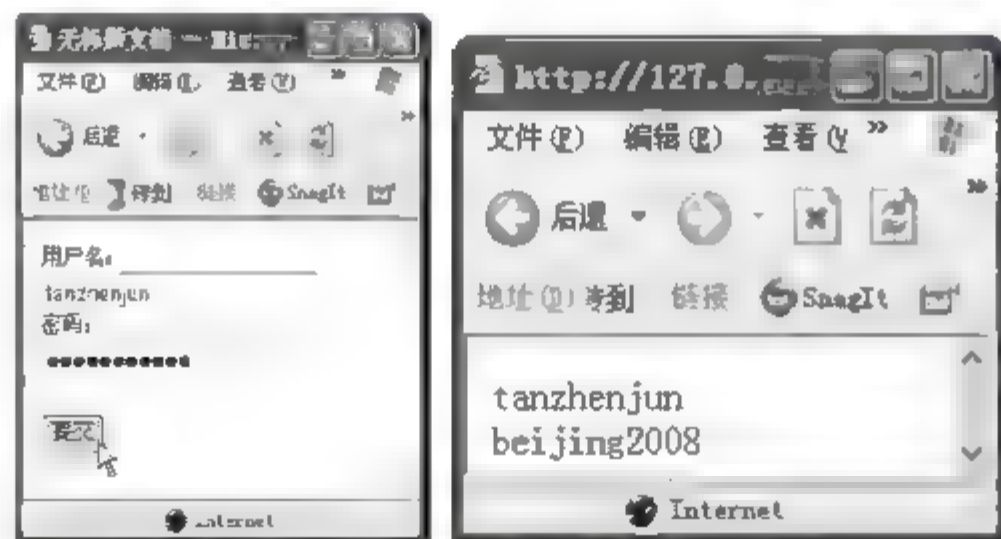 无标题文档 - Mic
文件(F) 编辑(E) 查看(V) »
后退
地址(D) 转到 链接 SnagIt
用户名:
tanzhenjun
密码:
提交
Internet
http://127.0.
文件(F) 编辑(E) 查看(V »
后退
地址(D) 转到 链接 SnagIt
tanzhenjun
beijing2008
Internet